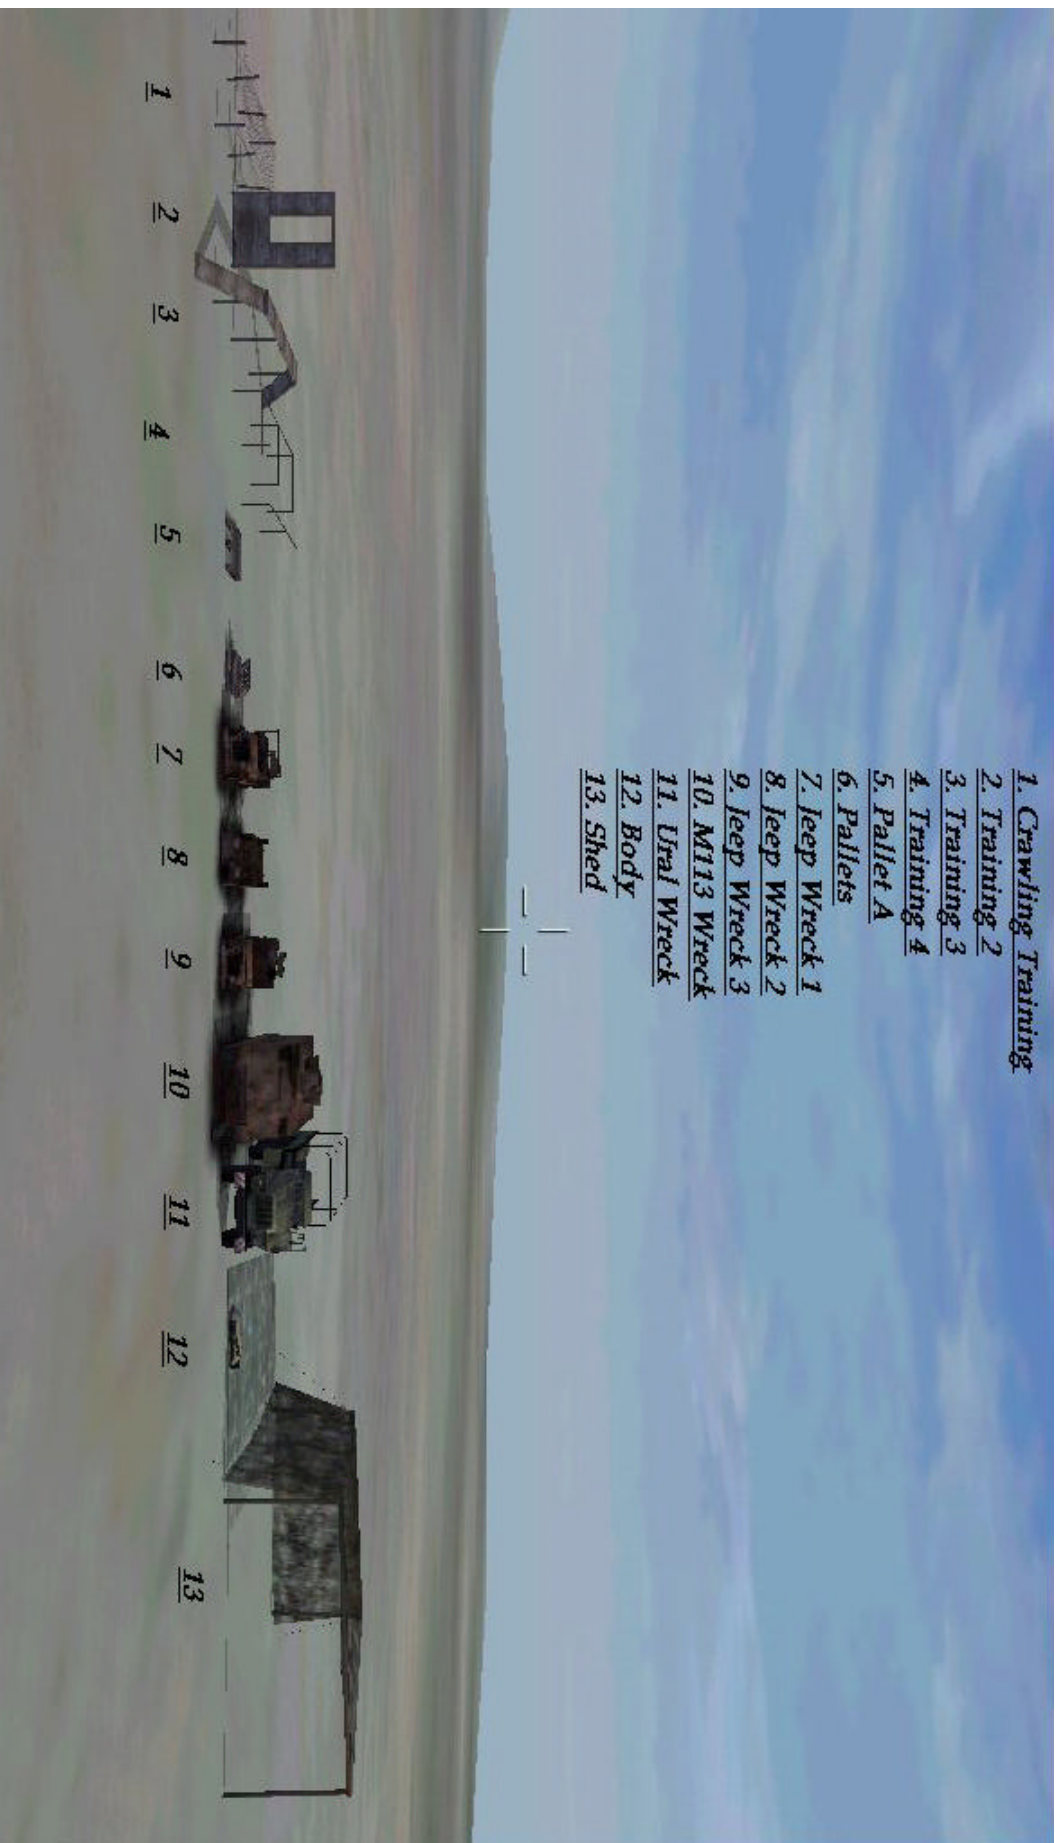 1. Crawling Training
2. Training 2
3. Training 3
4. Training 4
5. Pallet A
6. Pallets
7. Jeep Wreck 1
8. Jeep Wreck 2
9. Jeep Wreck 3
10. M113 Wreck
11. Ural Wreck
12. Body
13. Shed
1 2 3 4 5 6 7 8 9 10 11 12 13